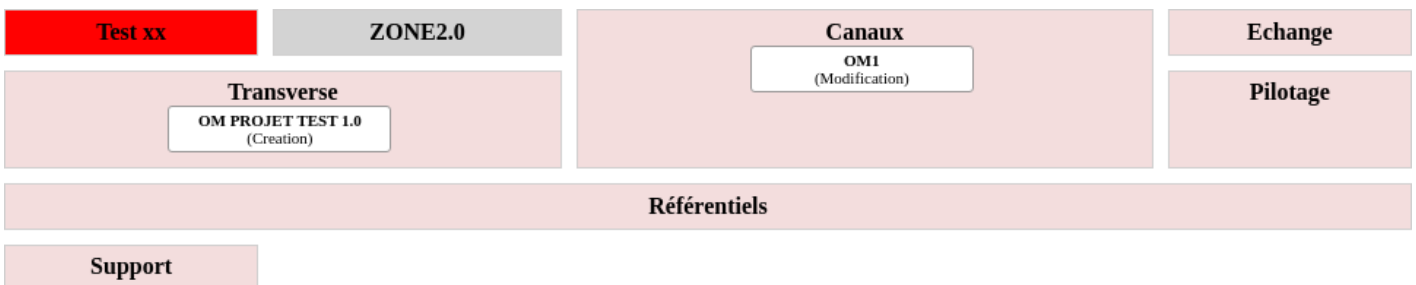 Test xx
ZONE2.0
Canaux
OM1
(Modification)
Echange
Transverse
OM PROJET TEST 1.0
(Creation)
Pilotage
Référentiels
Support